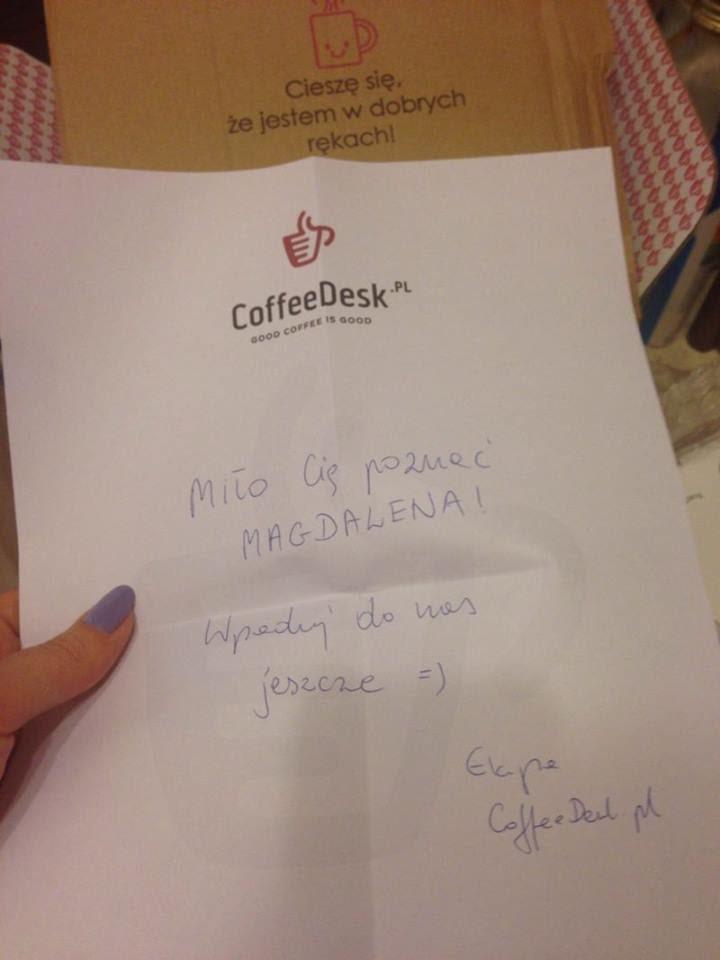 Cieszę się,
że jestem w dobrych
rękach!
CoffeeDesk.PL
GOOD COFFEE IS GOOD
Miło Cię poznać
MAGDALENA!
Wpadnij do nas
jeszcze =)
Ekipa
CoffeeDesk.pl